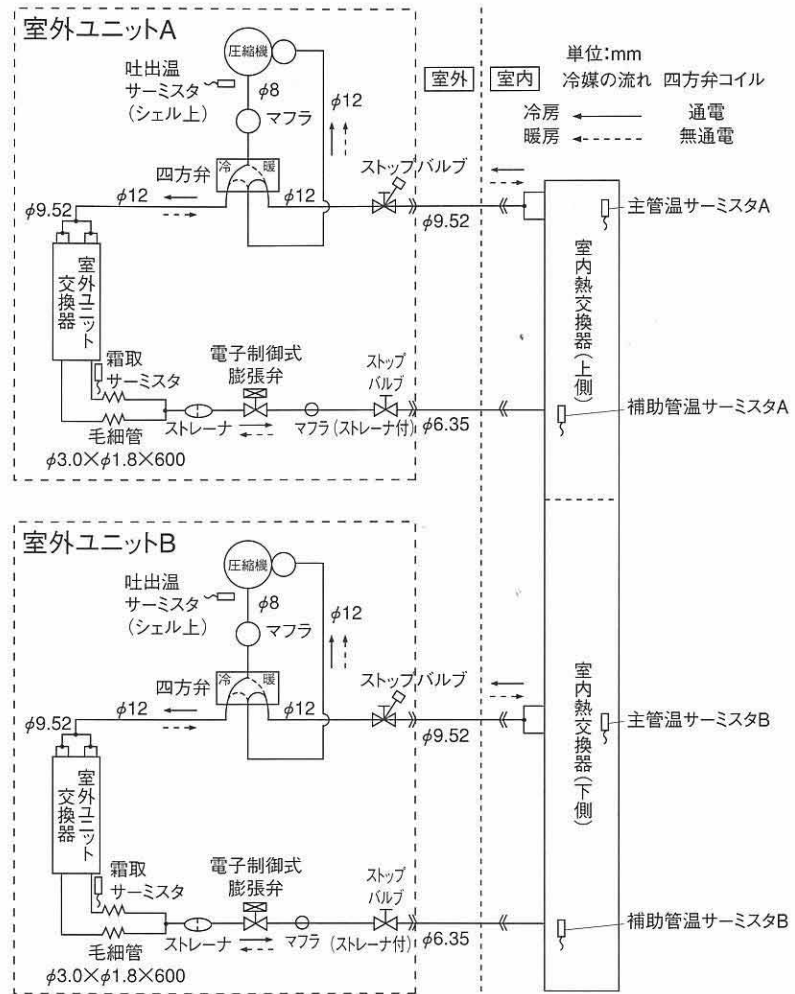 室外ユニットA
圧縮機
吐出温
サーミスタ
(シェル上)
φ8
マフラ
φ12
四方弁
冷 暖
ストップバルブ
φ9.52
φ12
φ12
φ9.52
室外ユニット
交換器
霜取
サーミスタ
毛細管
φ3.0×φ1.8×600
ストレーナ
電子制御式
膨張弁
マフラ
ストップ
バルブ
(ストレーナ付)
φ6.35
室外
室内
単位:mm
冷媒の流れ 四方弁コイル
冷房 通電
暖房 無通電
主管温サーミスタA
室内熱交換器(上側)
補助管温サーミスタA
室外ユニットB
圧縮機
吐出温
サーミスタ
(シェル上)
φ8
マフラ
φ12
四方弁
冷 暖
ストップバルブ
φ9.52
φ12
φ12
φ9.52
室外ユニット
交換器
霜取
サーミスタ
毛細管
φ3.0×φ1.8×600
ストレーナ
電子制御式
膨張弁
マフラ
ストップ
バルブ
(ストレーナ付)
φ6.35
主管温サーミスタB
室内熱交換器(下側)
補助管温サーミスタB